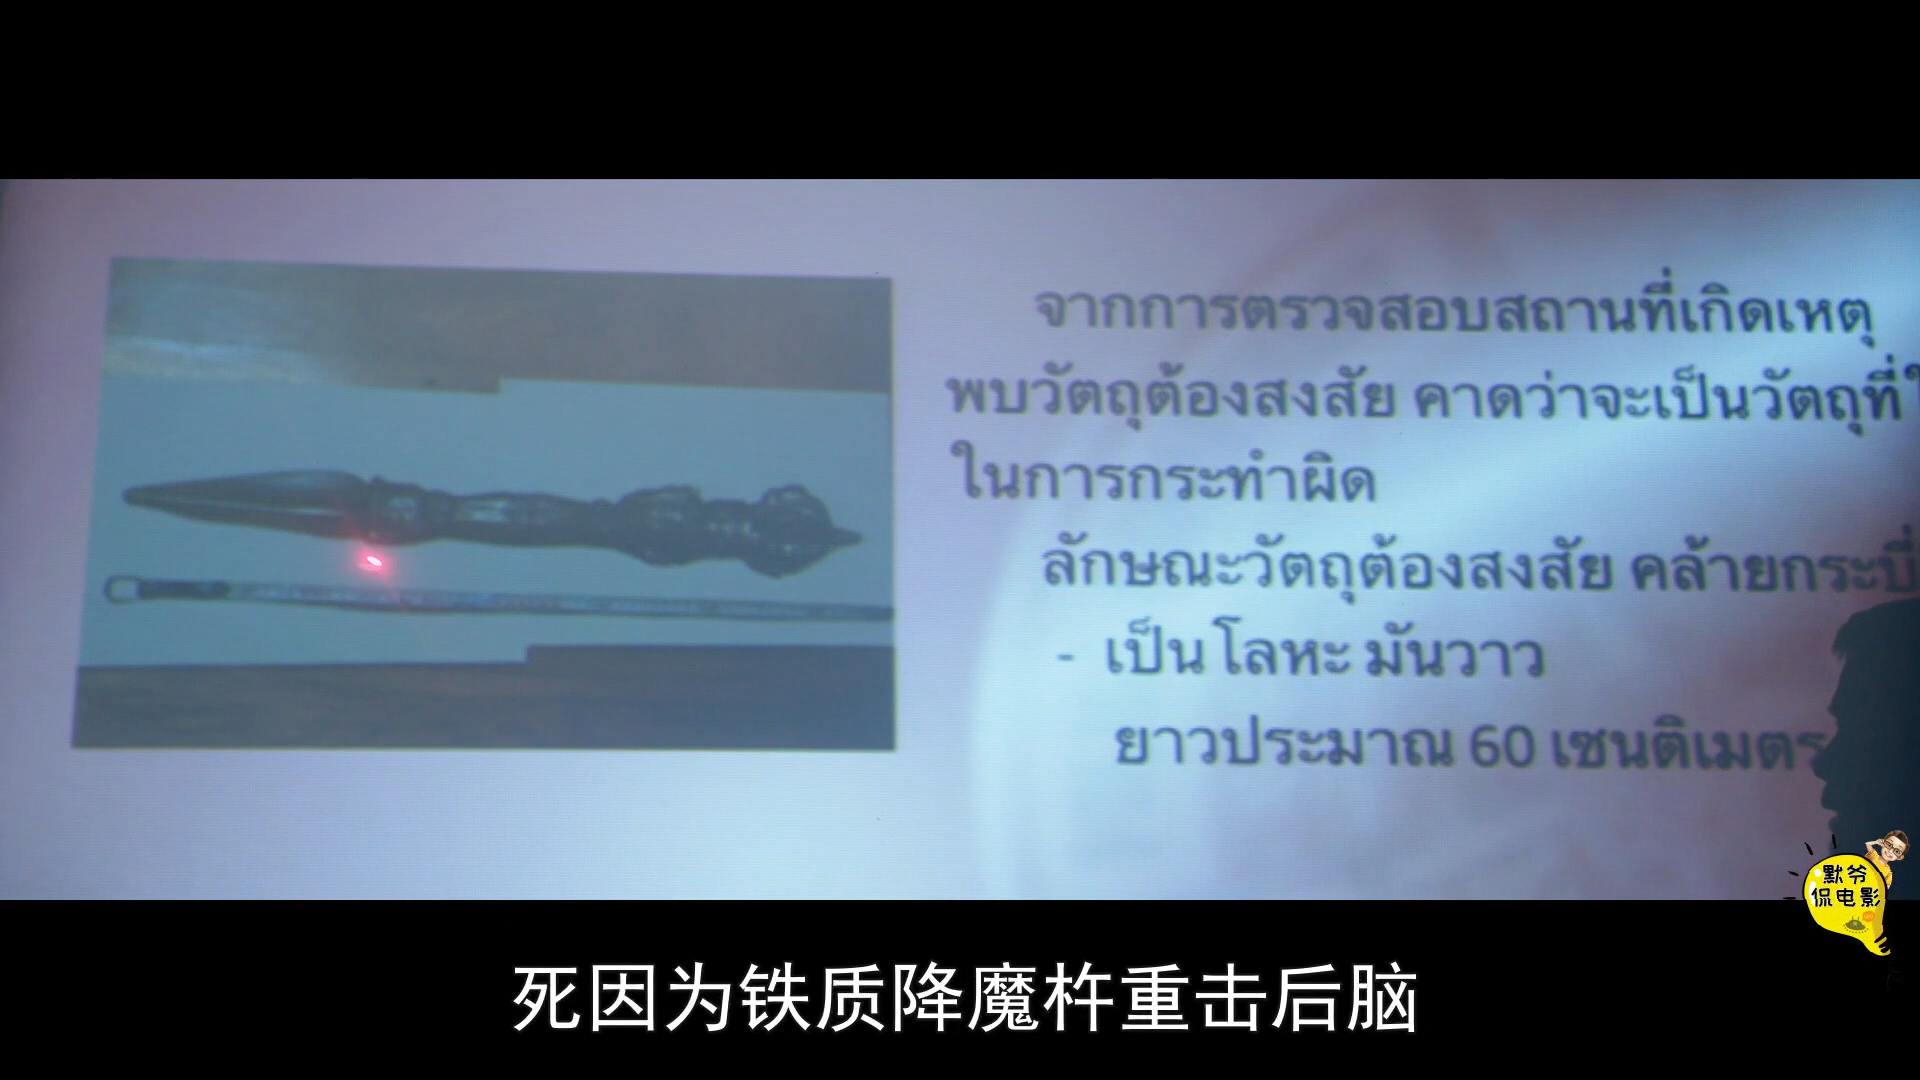 จากการตรวจสอบสถานที่เกิดเหตุ
พบวัตถุต้องสงสัย คาดว่าจะเป็นวัตถุที่
ในการกระทำผิด
ลักษณะวัตถุต้องสงสัย คล้ายกระบี่
- เป็นโลหะ มันวาว
ยาวประมาณ 60 เซนติเมตร
默爷
侃电影
死因为铁质降魔杵重击后脑